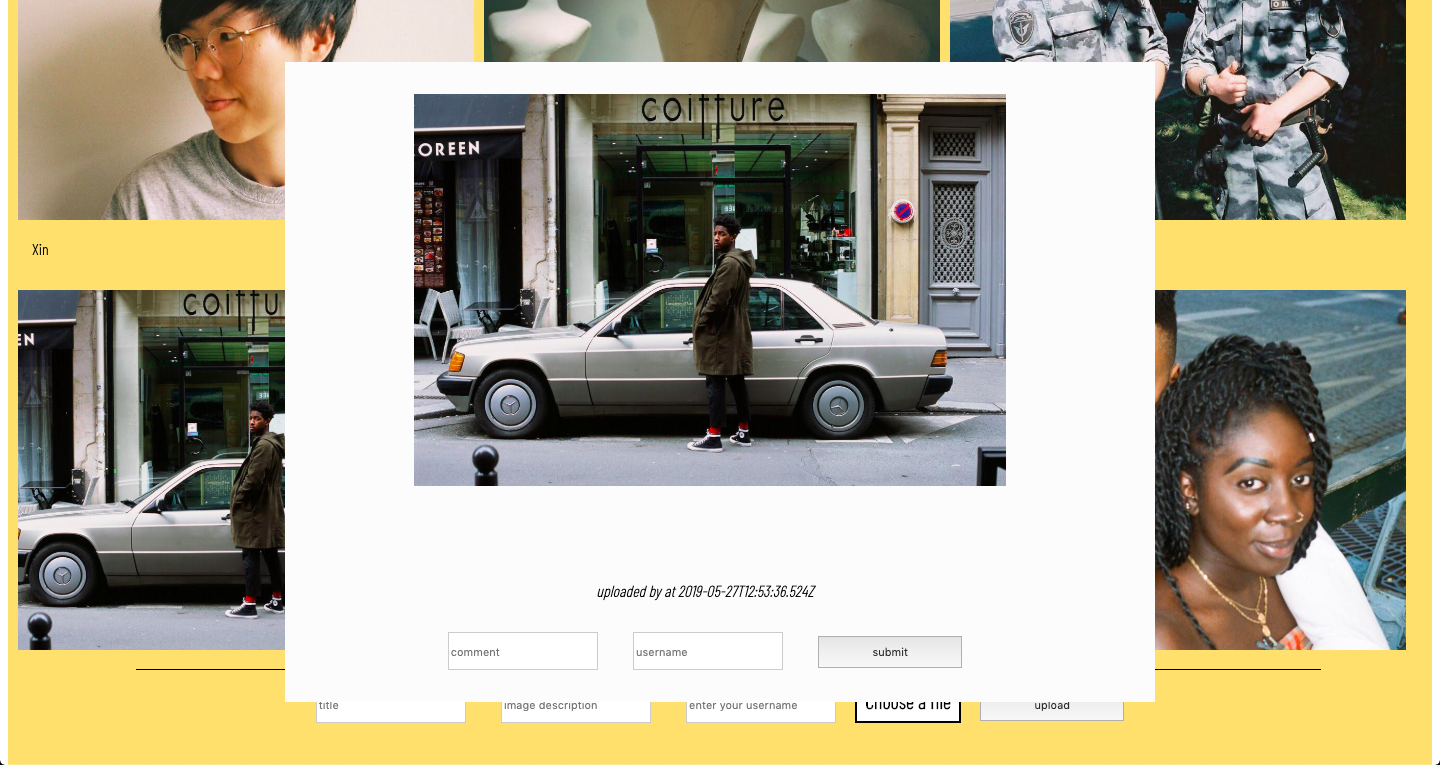 coiffure
OREEN
Xin
coiffu
EN
uploaded by at 2019-05-27T12:53:36.524Z
comment
username
submit
title
image description
enter your username
Choose a file
upload